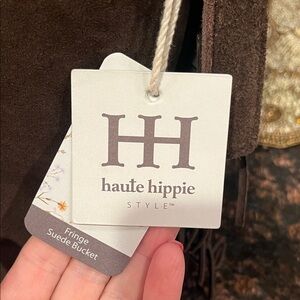 HH
haute hippie
STYLE™
Fringe
Suede Bucket